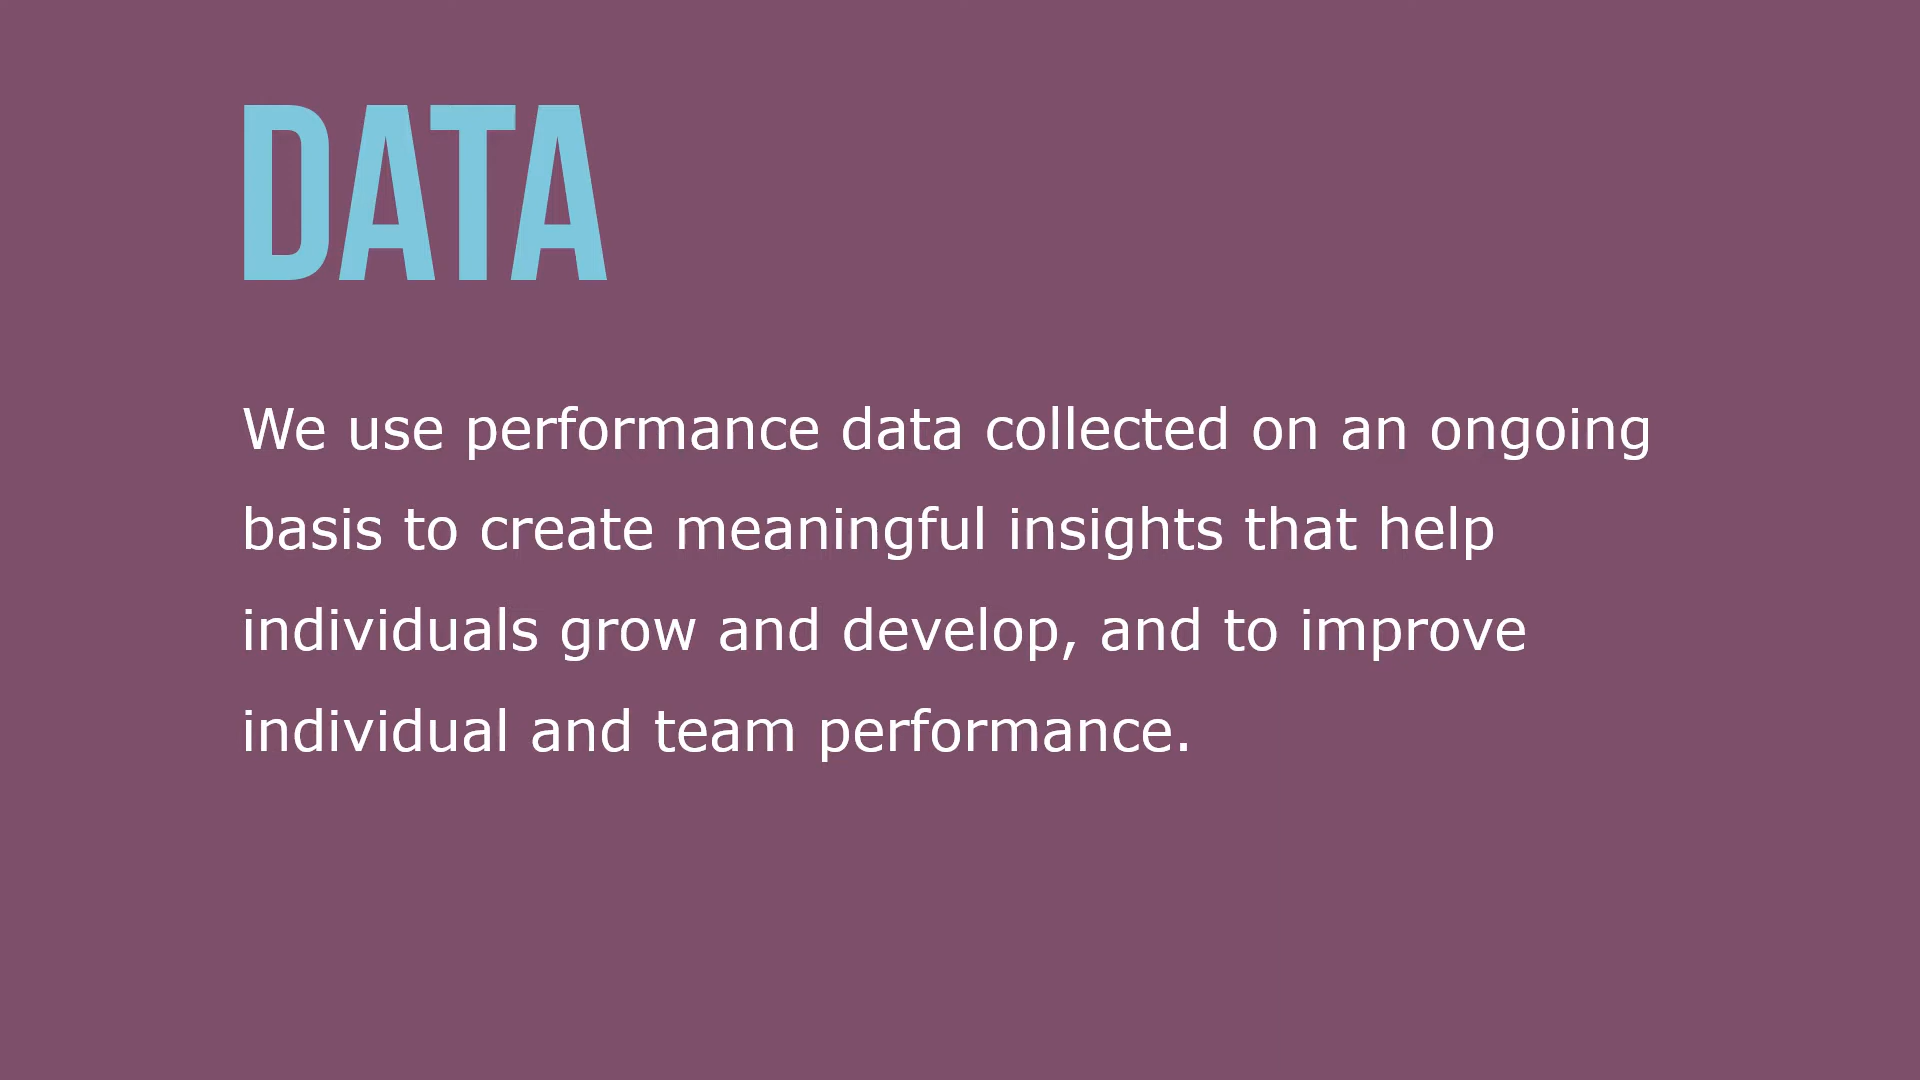 DATA
We use performance data collected on an ongoing
basis to create meaningful insights that help
individuals grow and develop, and to improve
individual and team performance.